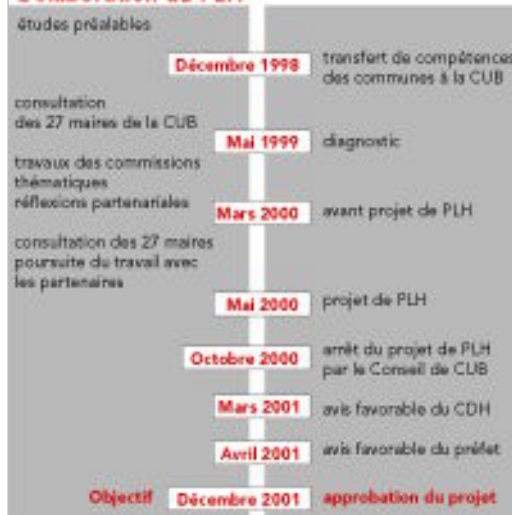 études préalables
Décembre 1998
transfert de compétences
des communes à la CUB
consultation
des 27 maires de la CUB
Mai 1999
diagnostic
travaux des commissions
thématiques
réflexions partenariales
Mars 2000
avant projet de PLH
consultation des 27 maires
poursuite du travail avec
les partenaires
Mai 2000
projet de PLH
Octobre 2000
arrêt du projet de PLH
par le Conseil de CUB
Mars 2001
avis favorable du CDH
Avril 2001
avis favorable du préfet
Objectif Décembre 2001 approbation du projet